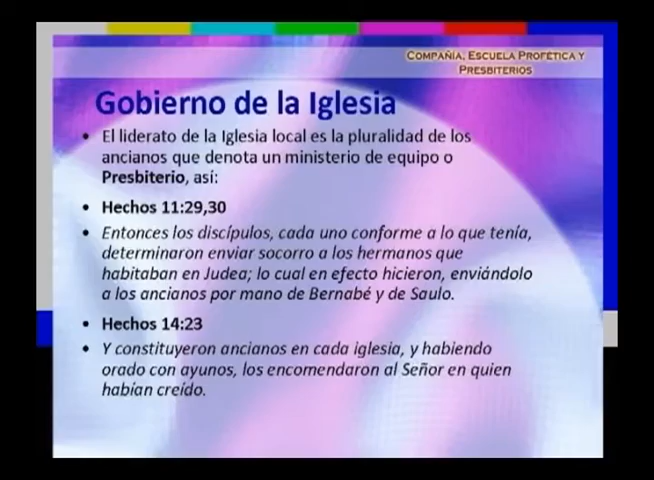 COMPAÑÍA, ESCUELA PROFÉTICA Y
PRESBITERIOS
Gobierno de la Iglesia
• El liderato de la Iglesia local es la pluralidad de los
ancianos que denota un ministerio de equipo o
Presbiterio, así:
• Hechos 11:29,30
• Entonces los discípulos, cada uno conforme a lo que tenía,
determinaron enviar socorro a los hermanos que
habitaban en Judea; lo cual en efecto hicieron, enviándolo
a los ancianos por mano de Bernabé y de Saulo.
• Hechos 14:23
• Y constituyeron ancianos en cada iglesia, y habiendo
orado con ayunos, los encomendaron al Señor en quien
habían creído.